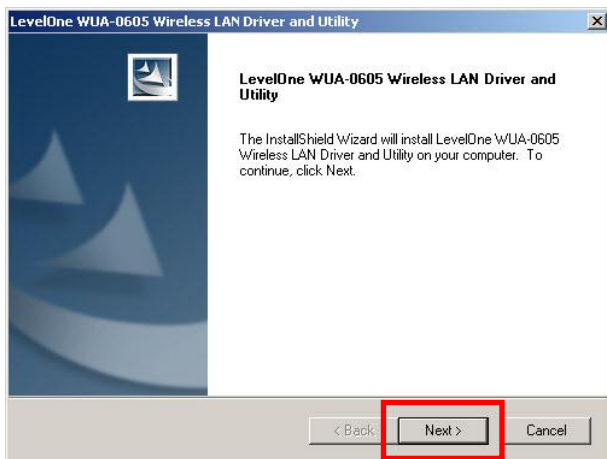 LevelOne WUA-0605 Wireless LAN Driver and Utility
LevelOne WUA-0605 Wireless LAN Driver and
Utility
The InstallShield Wizard will install LevelOne WUA-0605
Wireless LAN Driver and Utility on your computer. To
continue, click Next.
< Back Next > Cancel